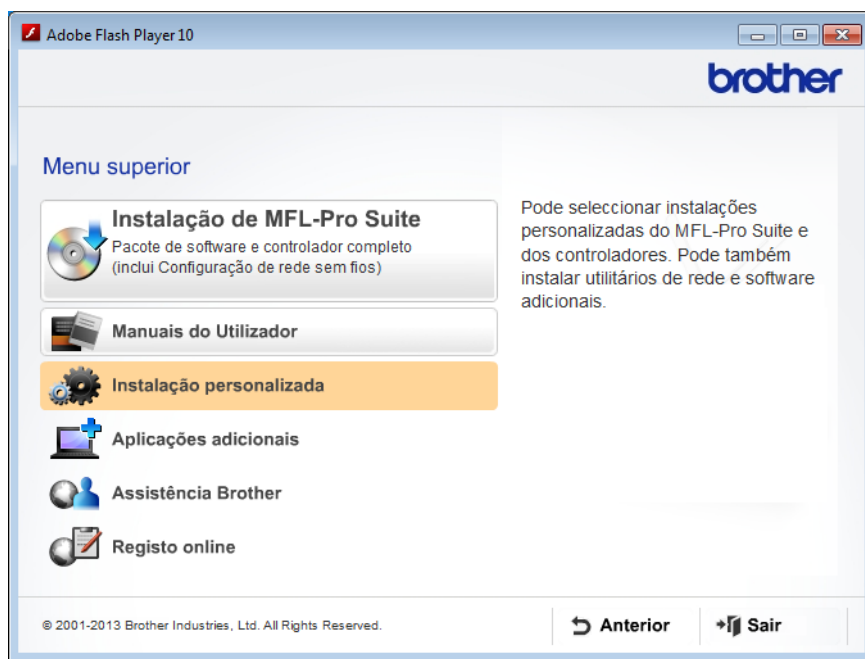 Adobe Flash Player 10
brother
Menu superior
Instalação de MFL-Pro Suite
Pacote de software e controlador completo
(inclui Configuração de rede sem fios)
Manuais do Utilizador
Instalação personalizada
Aplicações adicionais
Assistência Brother
Registo online
Pode seleccionar instalações
personalizadas do MFL-Pro Suite e
dos controladores. Pode também
instalar utilitários de rede e software
adicionais.
© 2001-2013 Brother Industries, Ltd. All Rights Reserved.
Anterior
Sair